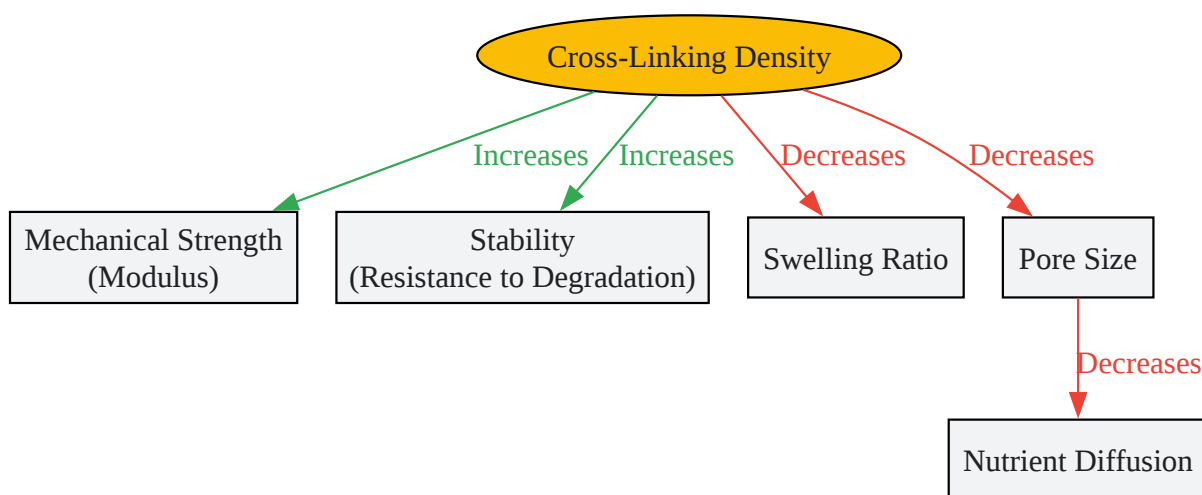 Cross-Linking Density
Increases
Increases
Decreases
Decreases
Mechanical Strength
(Modulus)
Stability
(Resistance to Degradation)
Swelling Ratio
Pore Size
Decreases
Nutrient Diffusion